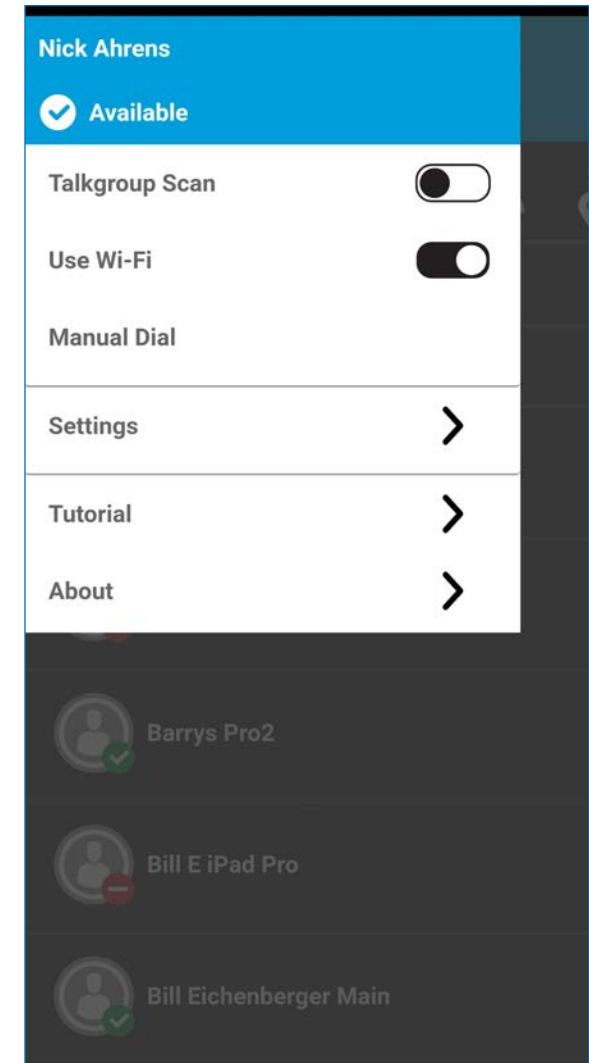 Nick Ahrens
Available
Talkgroup Scan
Use Wi-Fi
Manual Dial
Settings
Tutorial
About
Barrys Pro2
Bill E iPad Pro
Bill Eichenberger Main